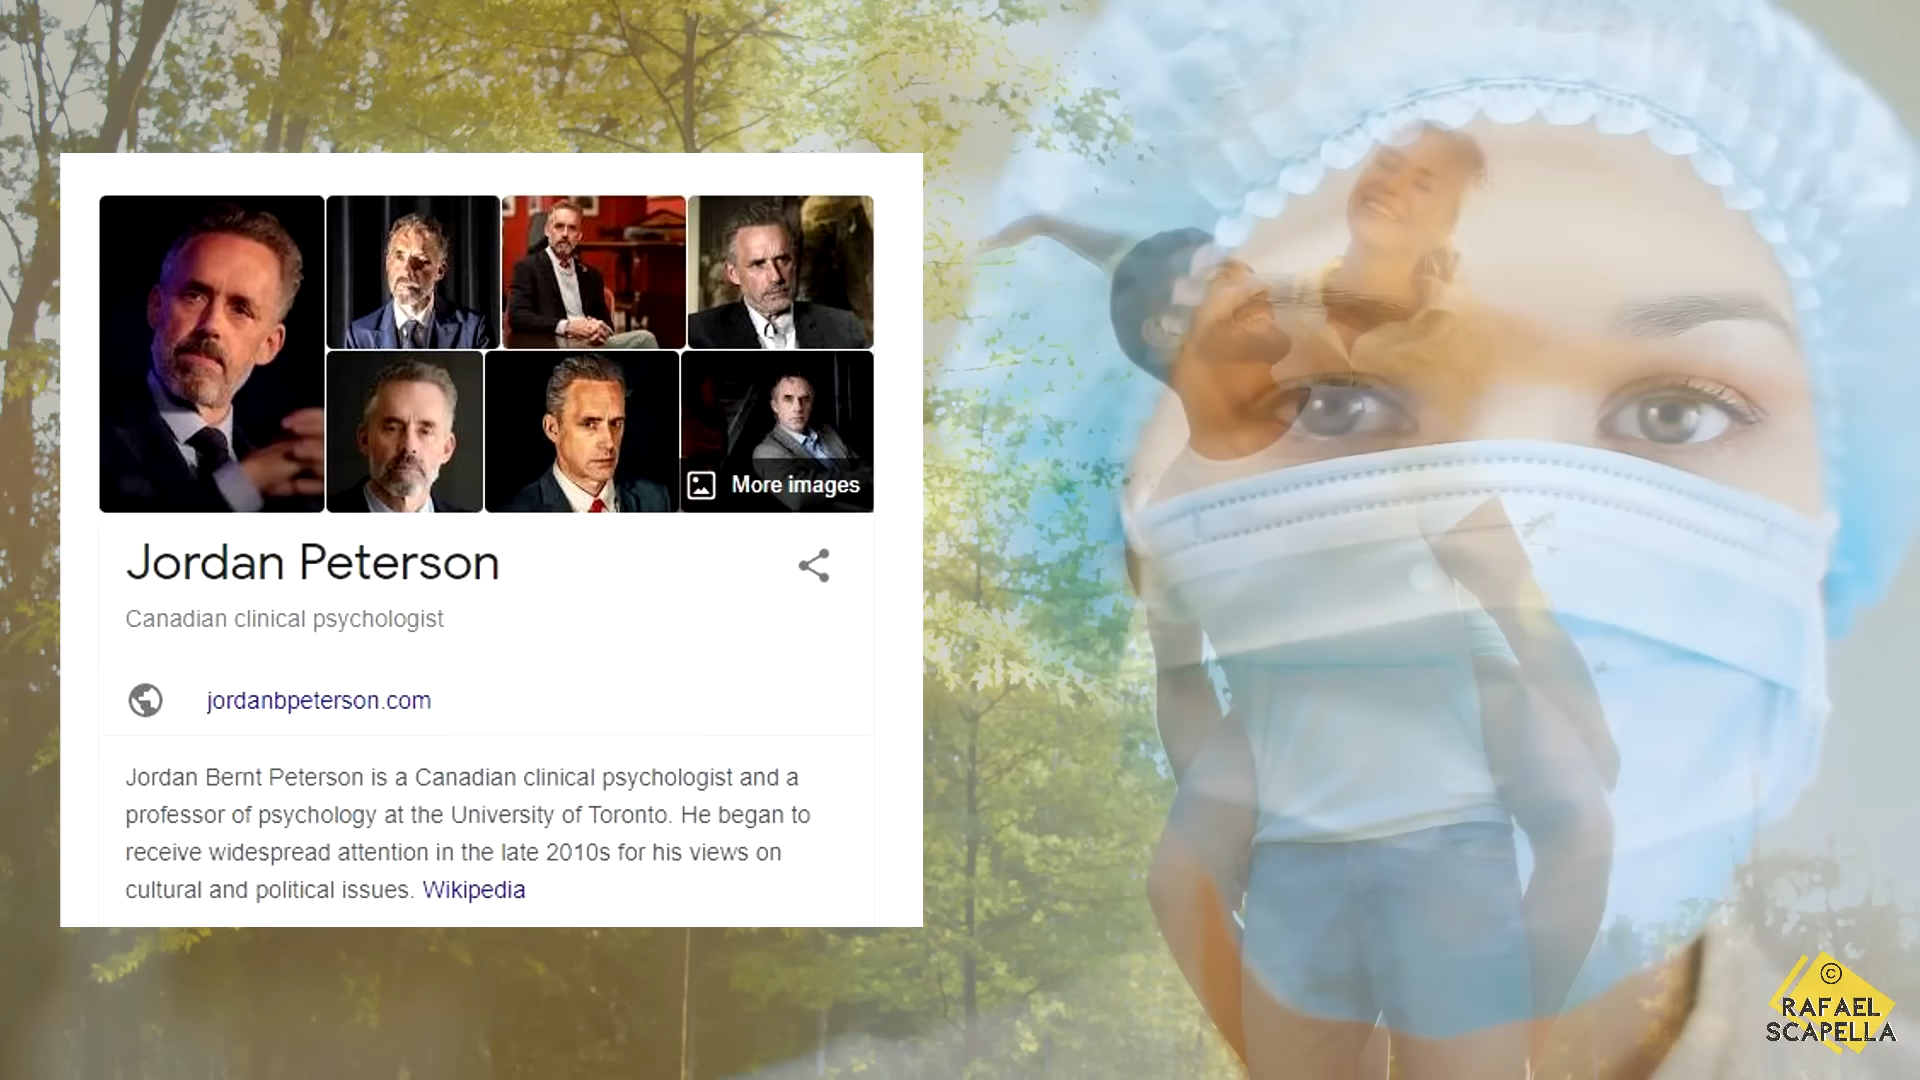 More images
Jordan Peterson
Canadian clinical psychologist
jordanbpeterson.com
Jordan Bernt Peterson is a Canadian clinical psychologist and a
professor of psychology at the University of Toronto. He began to
receive widespread attention in the late 2010s for his views on
cultural and political issues. Wikipedia
©
RAFAEL
SCAPELLA